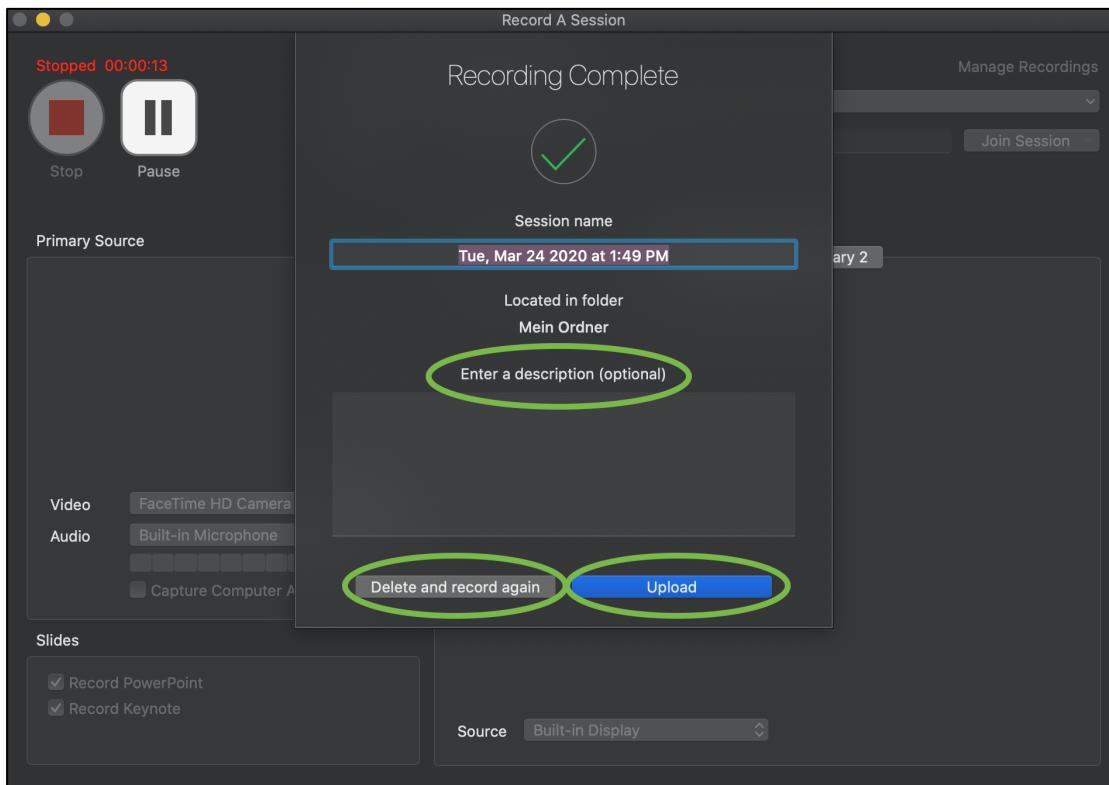 Record A Session
Stopped 00:00:13
Stop
Pause
Manage Recordings
Join Session
Primary Source
Recording Complete
Session name
Tue, Mar 24 2020 at 1:49 PM
Located in folder
Mein Ordner
Enter a description (optional)
Delete and record again
Upload
ary 2
Video
FaceTime HD Camera
Audio
Built-in Microphone
Capture Computer A
Slides
Record PowerPoint
Record Keynote
Source
Built-in Display